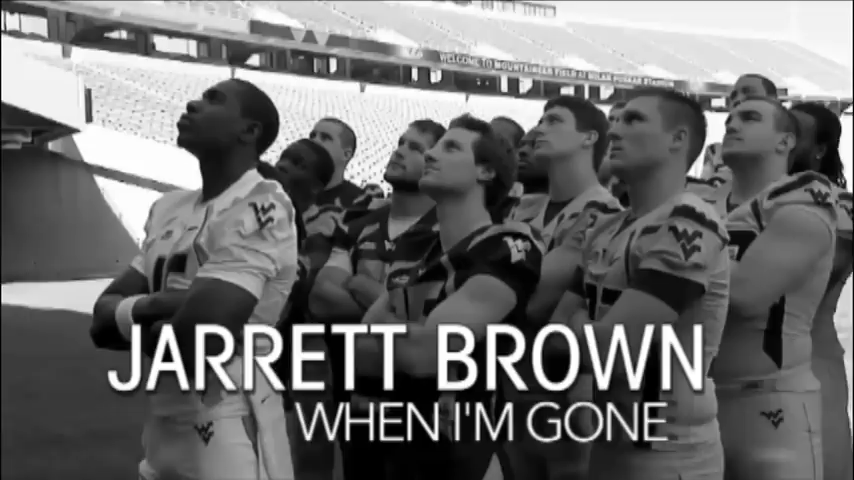 WELCOME TO MOUNTAINEER FIELD AT MILAN PUSKAR STADIUM
JARRETT BROWN
WHEN I'M GONE